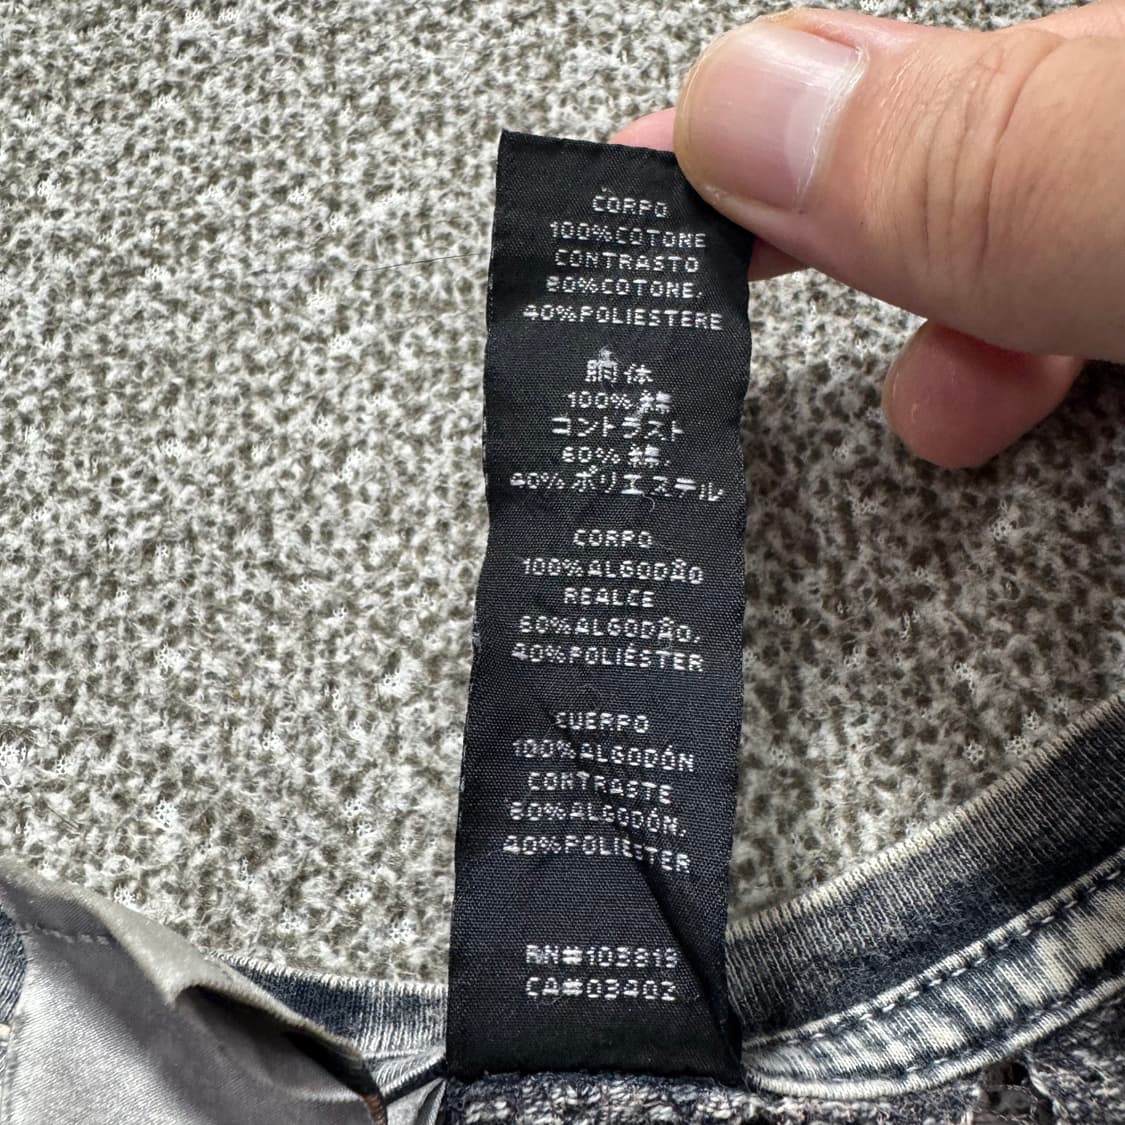 CORPO
100%COTONE
CONTRASTO
60%COTONE,
40%POLIESTERE
胴体
100% 綿
コントラスト
60% 綿,
40% ポリエステル
CORPO
100%ALGODÃO
REALCE
60%ALGODÃO,
40%POLIÉSTER
CUERPO
100%ALGODÓN
CONTRASTE
60%ALGODÓN,
40%POLIÉSTER
RN#103819
CA#03402